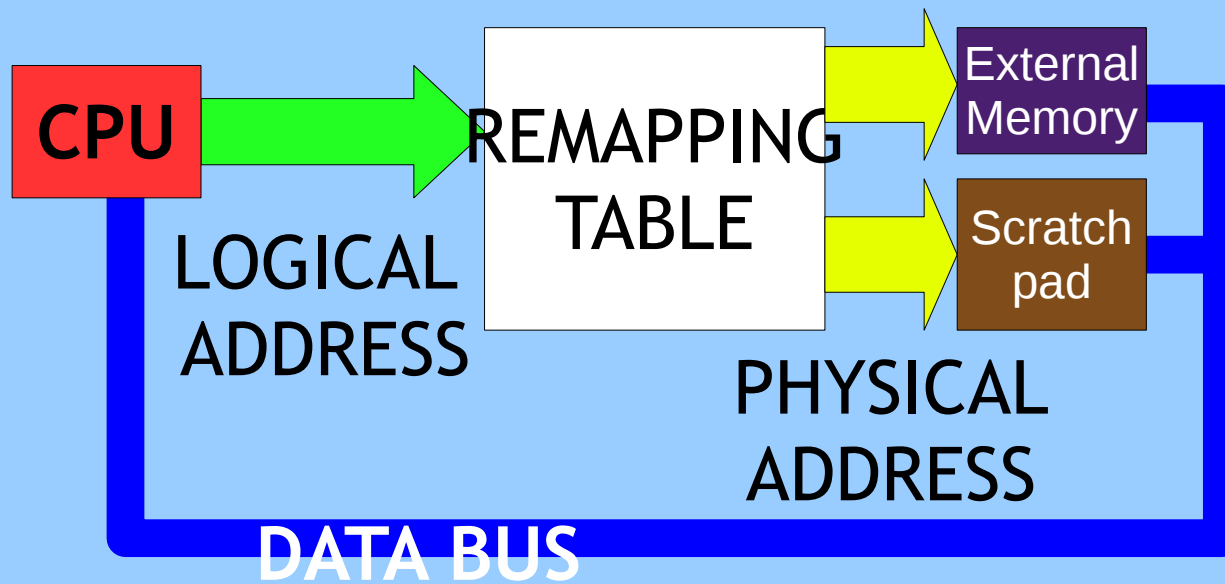 CPU
REMAPPING
TABLE
External
Memory
Scratch
pad
LOGICAL
ADDRESS
PHYSICAL
ADDRESS
DATA BUS